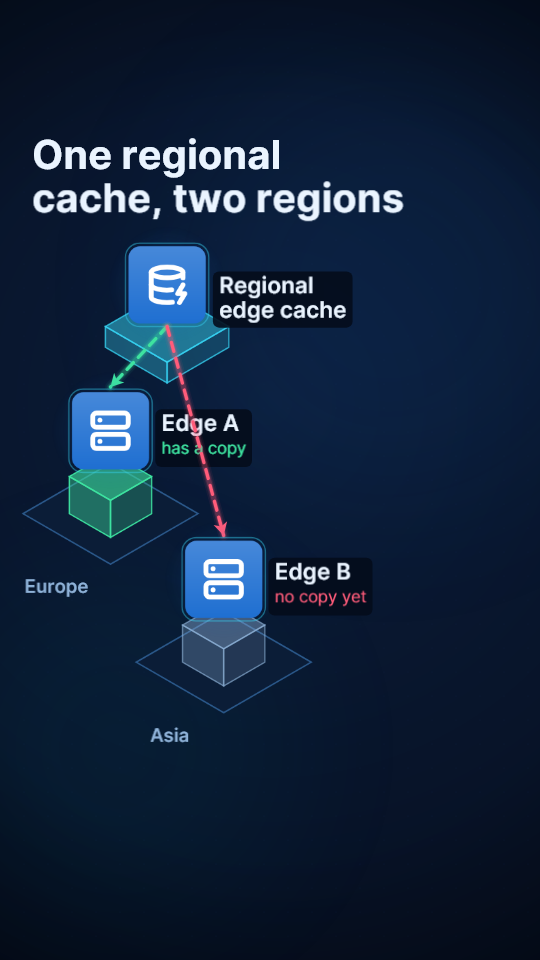 One regional
cache, two regions
Regional
edge cache
Edge A
has a copy
Europe
Edge B
no copy yet
Asia